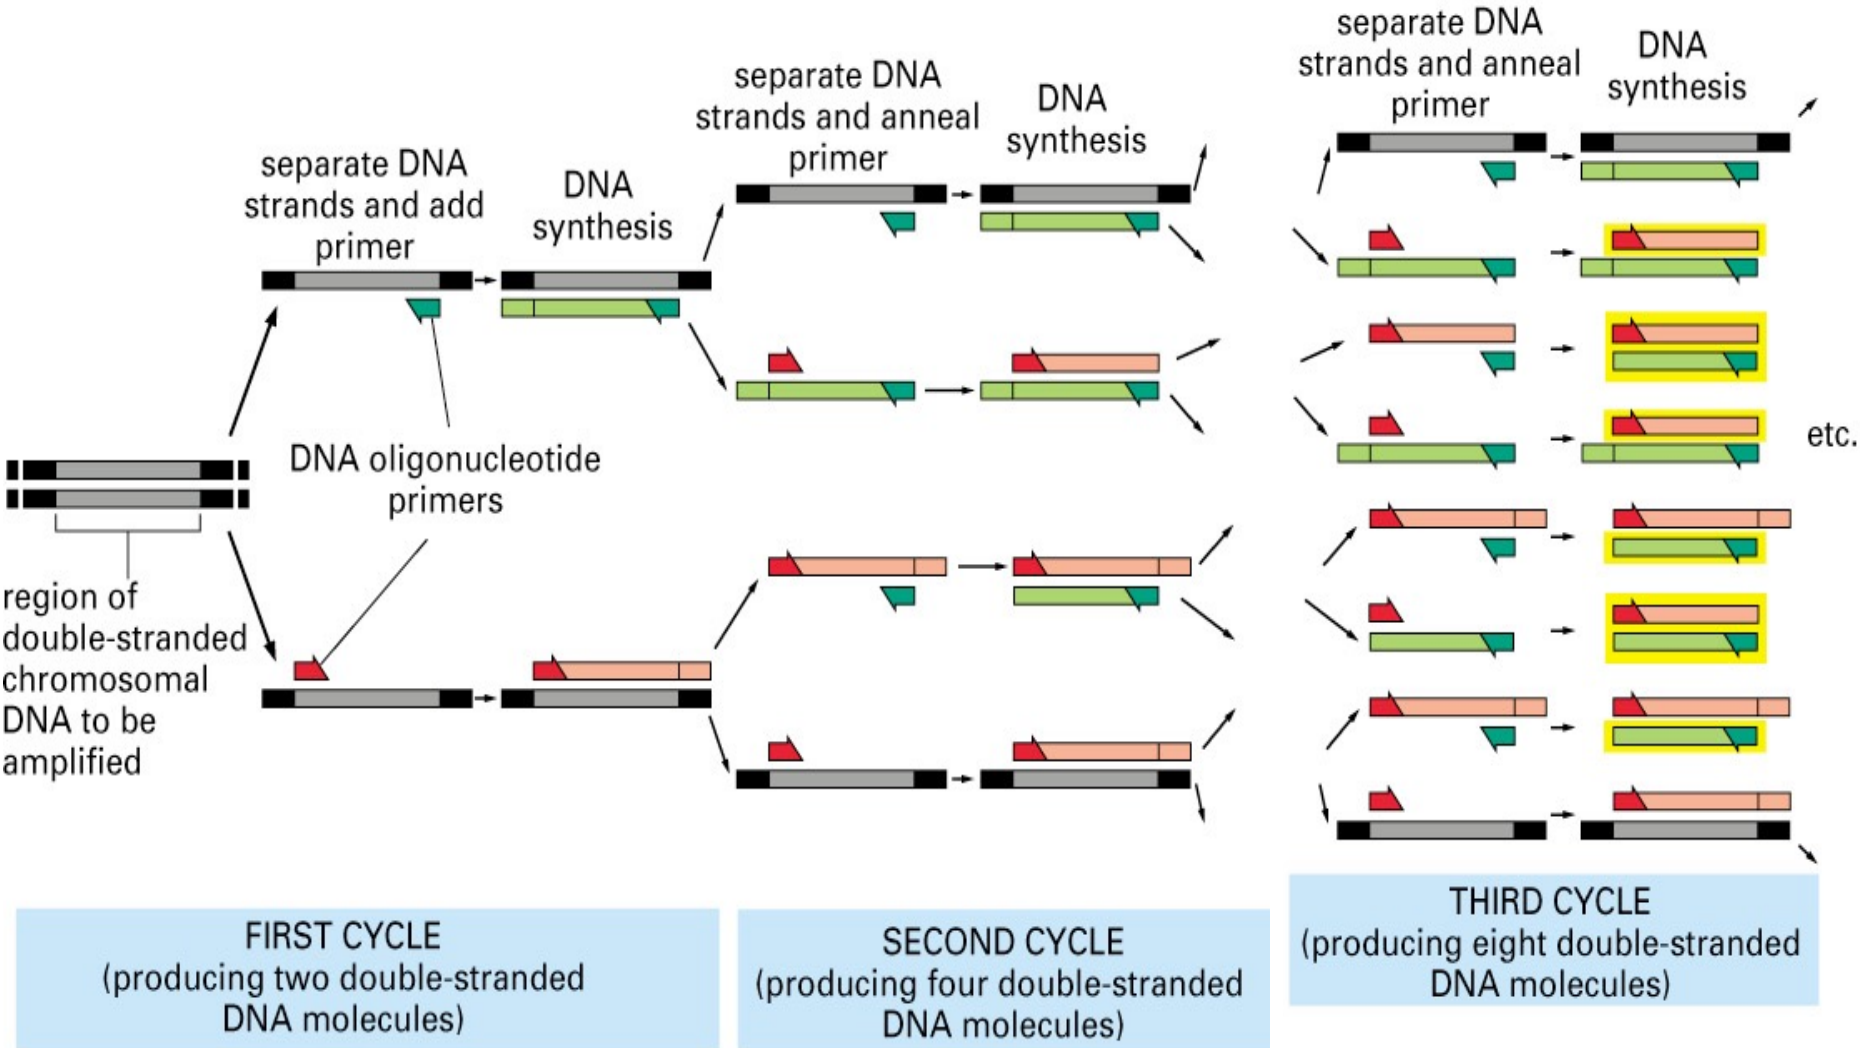 separate DNA
strands and add
primer
DNA
synthesis
separate DNA
strands and anneal
primer
DNA
synthesis
separate DNA
strands and anneal
primer
DNA
synthesis
DNA oligonucleotide
primers
region of
double-stranded
chromosomal
DNA to be
amplified
etc.
FIRST CYCLE
(producing two double-stranded
DNA molecules)
SECOND CYCLE
(producing four double-stranded
DNA molecules)
THIRD CYCLE
(producing eight double-stranded
DNA molecules)